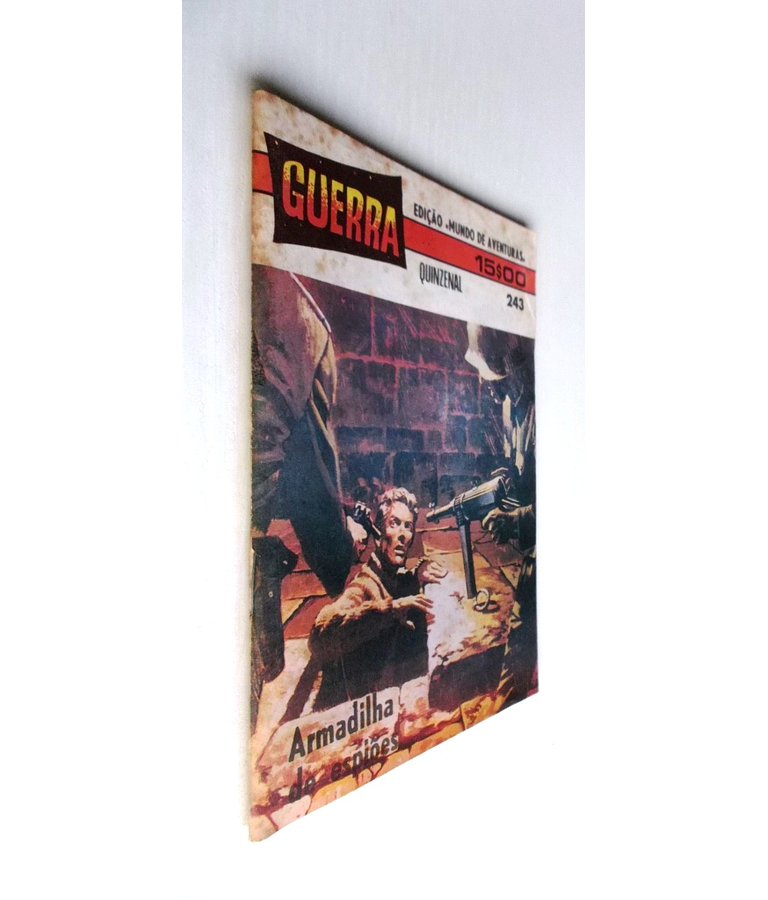 GUERRA
EDIÇÃO «MUNDO DE AVENTURAS»
15$00
QUINZENAL
243
Armadilha
de espiões